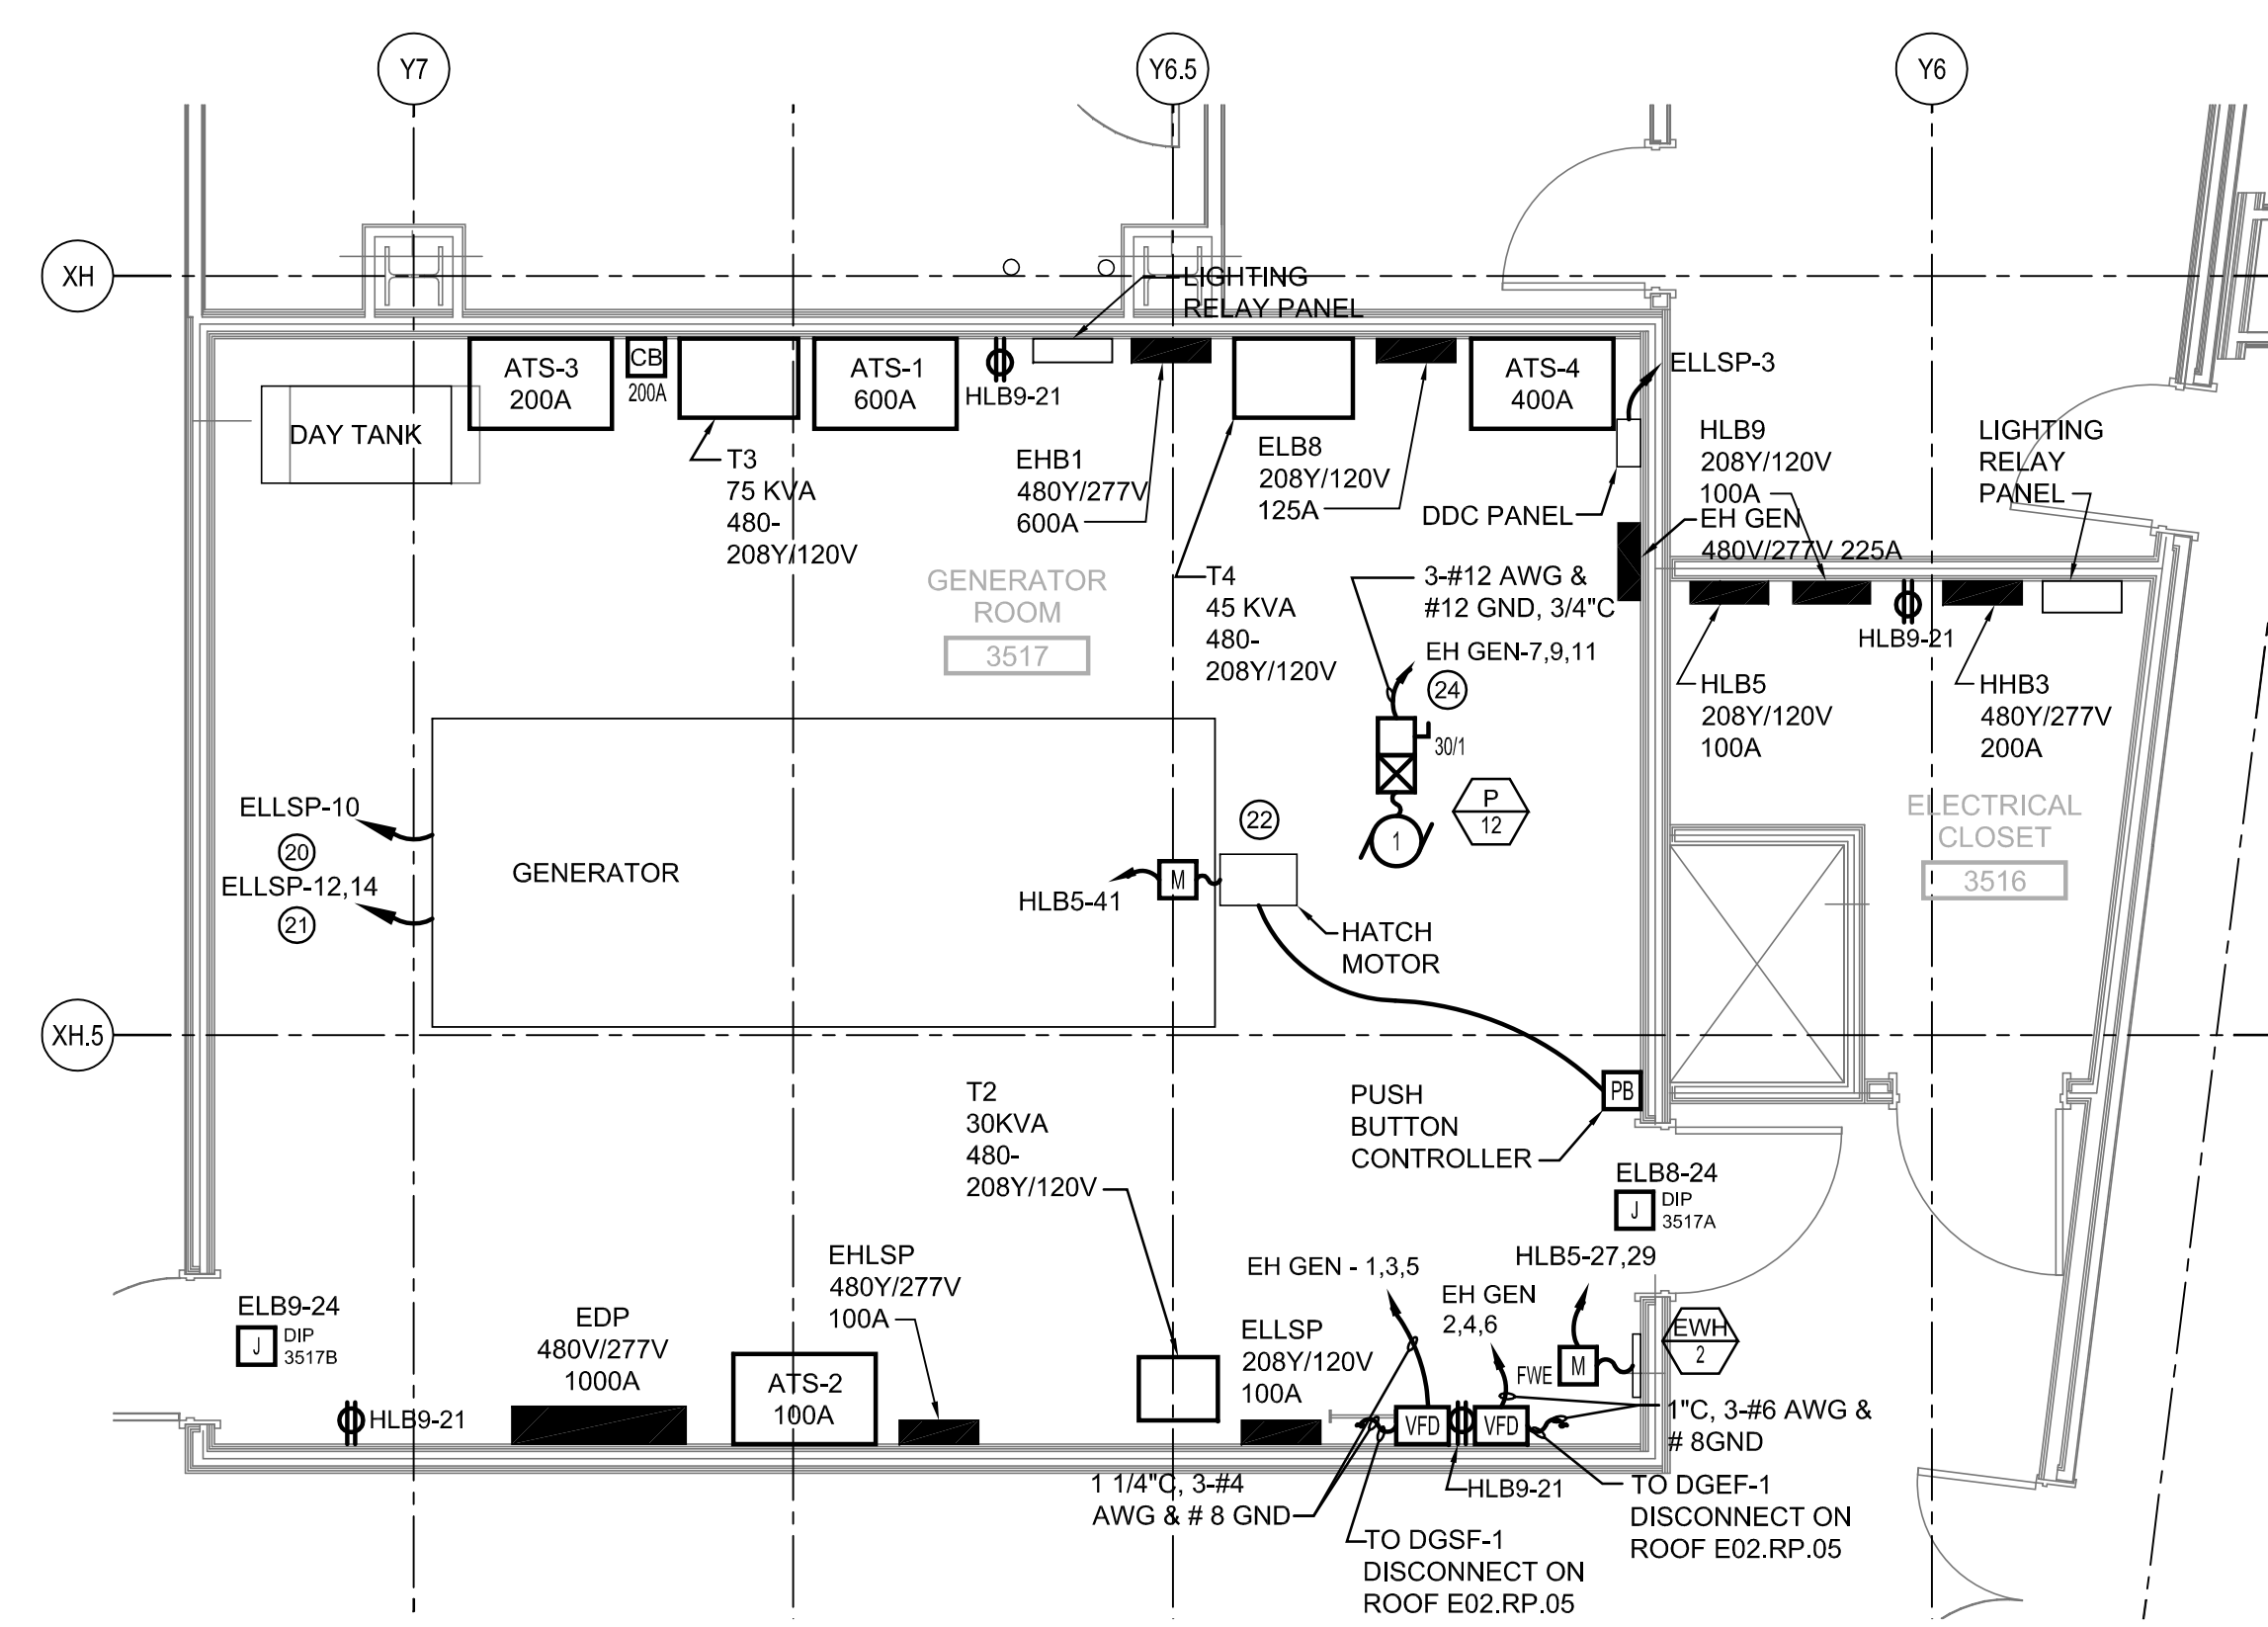 Y7
Y6.5
Y6
XH
LIGHTING
RELAY PANEL
ATS-3
200A
CB
200A
ATS-1
600A
HLB9-21
ATS-4
400A
ELLSP-3
DAY TANK
T3
75 KVA
480-
208Y/120V
EHB1
480Y/277V
600A
ELB8
208Y/120V
125A
DDC PANEL
HLB9
208Y/120V
100A
LIGHTING
RELAY
PANEL
EH GEN
480V/277V 225A
GENERATOR
ROOM
3517
T4
45 KVA
480-
208Y/120V
3-#12 AWG &
#12 GND, 3/4"C
EH GEN-7,9,11
24
30/1
HLB9-21
HLB5
208Y/120V
100A
HHB3
480Y/277V
200A
P
12
1
22
ELECTRICAL
CLOSET
3516
ELLSP-10
20
ELLSP-12,14
21
GENERATOR
M
HLB5-41
HATCH
MOTOR
XH.5
PB
PUSH
BUTTON
CONTROLLER
T2
30KVA
480-
208Y/120V
ELB8-24
J
DIP
3517A
EHLSP
480Y/277V
100A
EH GEN - 1,3,5
HLB5-27,29
EH GEN
2,4,6
ELB9-24
J
DIP
3517B
EDP
480V/277V
1000A
ELLSP
208Y/120V
100A
FWE
M
EWH
2
ATS-2
100A
HLB9-21
VFD
VFD
1"C, 3-#6 AWG &
# 8GND
1 1/4"C, 3-#4
AWG & # 8 GND
HLB9-21
TO DGEF-1
DISCONNECT ON
ROOF E02.RP.05
TO DGSF-1
DISCONNECT ON
ROOF E02.RP.05